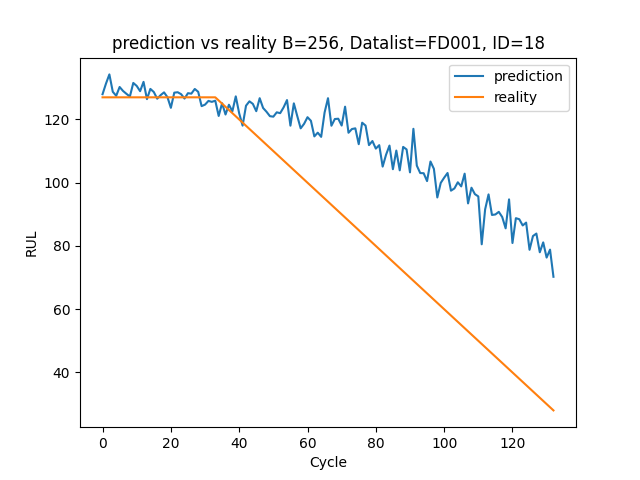 prediction vs reality B=256, Datalist=FD001, ID=18
prediction
reality
RUL
120
100
80
60
40
0 20 40 60 80 100 120
Cycle